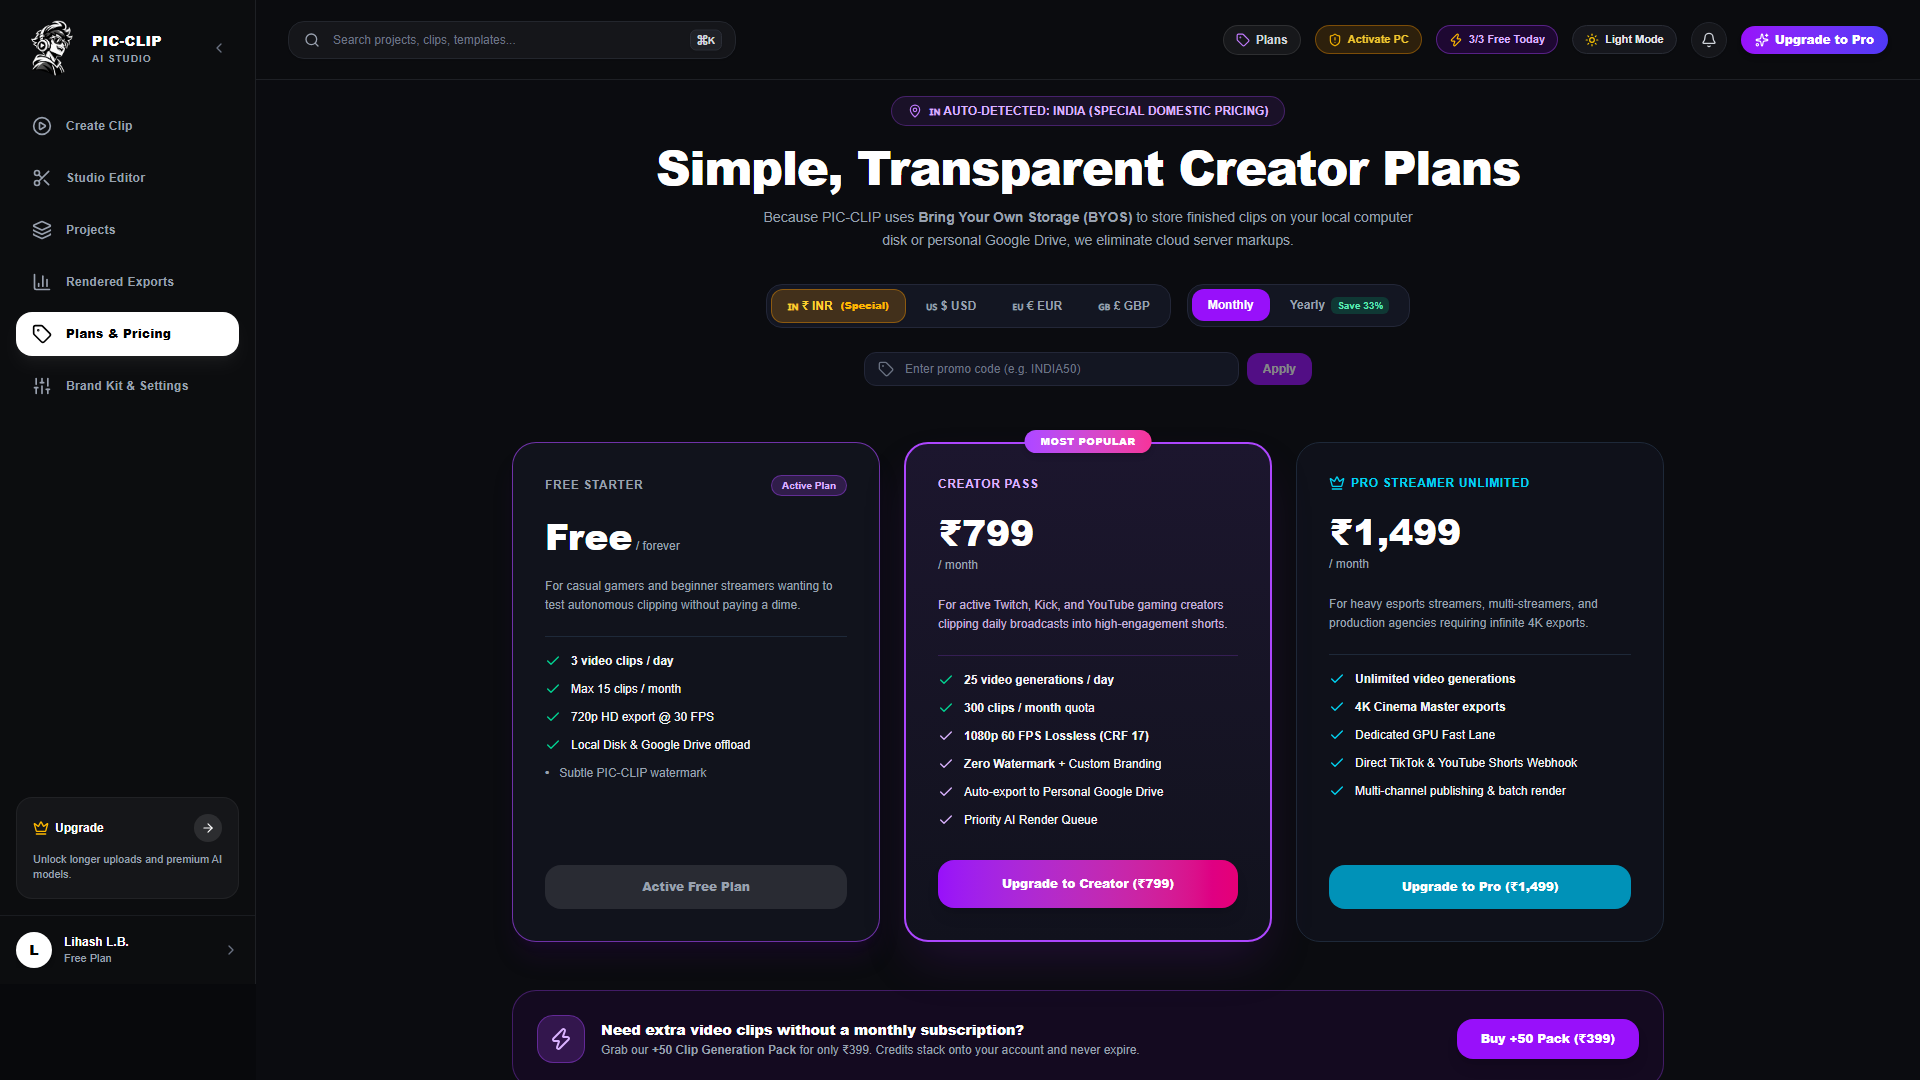 PIC-CLIP
AI STUDIO
Create Clip
Studio Editor
Projects
Rendered Exports
Plans & Pricing
Brand Kit & Settings
Upgrade
Unlock longer uploads and premium AI
models.
L
Lihash L.B.
Free Plan
Search projects, clips, templates...
⌘K
Plans
Activate PC
3/3 Free Today
Light Mode
Upgrade to Pro
IN AUTO-DETECTED: INDIA (SPECIAL DOMESTIC PRICING)
Simple, Transparent Creator Plans
Because PIC-CLIP uses Bring Your Own Storage (BYOS) to store finished clips on your local computer
disk or personal Google Drive, we eliminate cloud server markups.
IN ₹ INR (Special)
US $ USD
EU € EUR
GB £ GBP
Monthly
Yearly Save 33%
Enter promo code (e.g. INDIA50)
Apply
FREE STARTER
Active Plan
Free / forever
For casual gamers and beginner streamers wanting to
test autonomous clipping without paying a dime.
3 video clips / day
Max 15 clips / month
720p HD export @ 30 FPS
Local Disk & Google Drive offload
• Subtle PIC-CLIP watermark
Active Free Plan
MOST POPULAR
CREATOR PASS
₹799
/ month
For active Twitch, Kick, and YouTube gaming creators
clipping daily broadcasts into high-engagement shorts.
25 video generations / day
300 clips / month quota
1080p 60 FPS Lossless (CRF 17)
Zero Watermark + Custom Branding
Auto-export to Personal Google Drive
Priority AI Render Queue
Upgrade to Creator (₹799)
PRO STREAMER UNLIMITED
₹1,499
/ month
For heavy esports streamers, multi-streamers, and
production agencies requiring infinite 4K exports.
Unlimited video generations
4K Cinema Master exports
Dedicated GPU Fast Lane
Direct TikTok & YouTube Shorts Webhook
Multi-channel publishing & batch render
Upgrade to Pro (₹1,499)
Need extra video clips without a monthly subscription?
Grab our +50 Clip Generation Pack for only ₹399. Credits stack onto your account and never expire.
Buy +50 Pack (₹399)